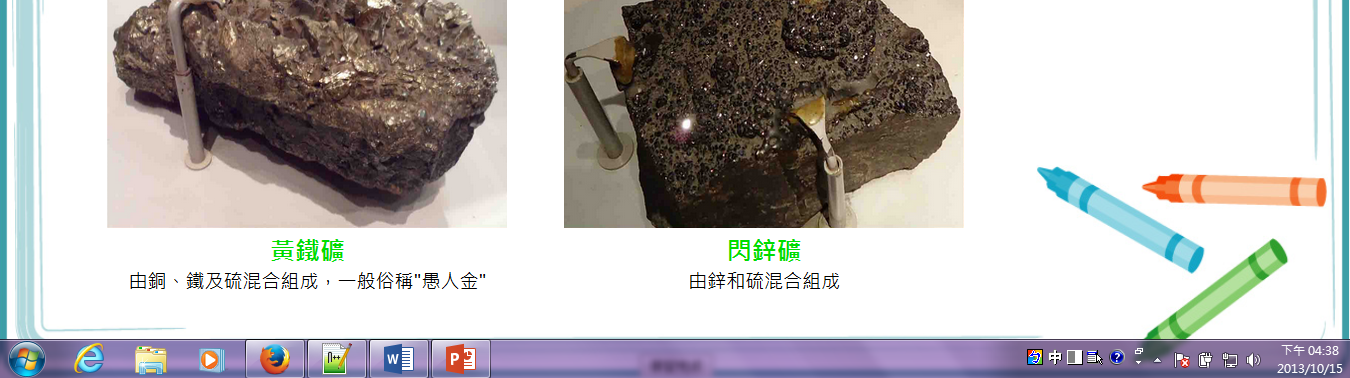 黃鐵礦
由銅、鐵及硫混合組成，一般俗稱"愚人金"
閃鋅礦
由鋅和硫混合組成
中
下午 04:38
2013/10/15